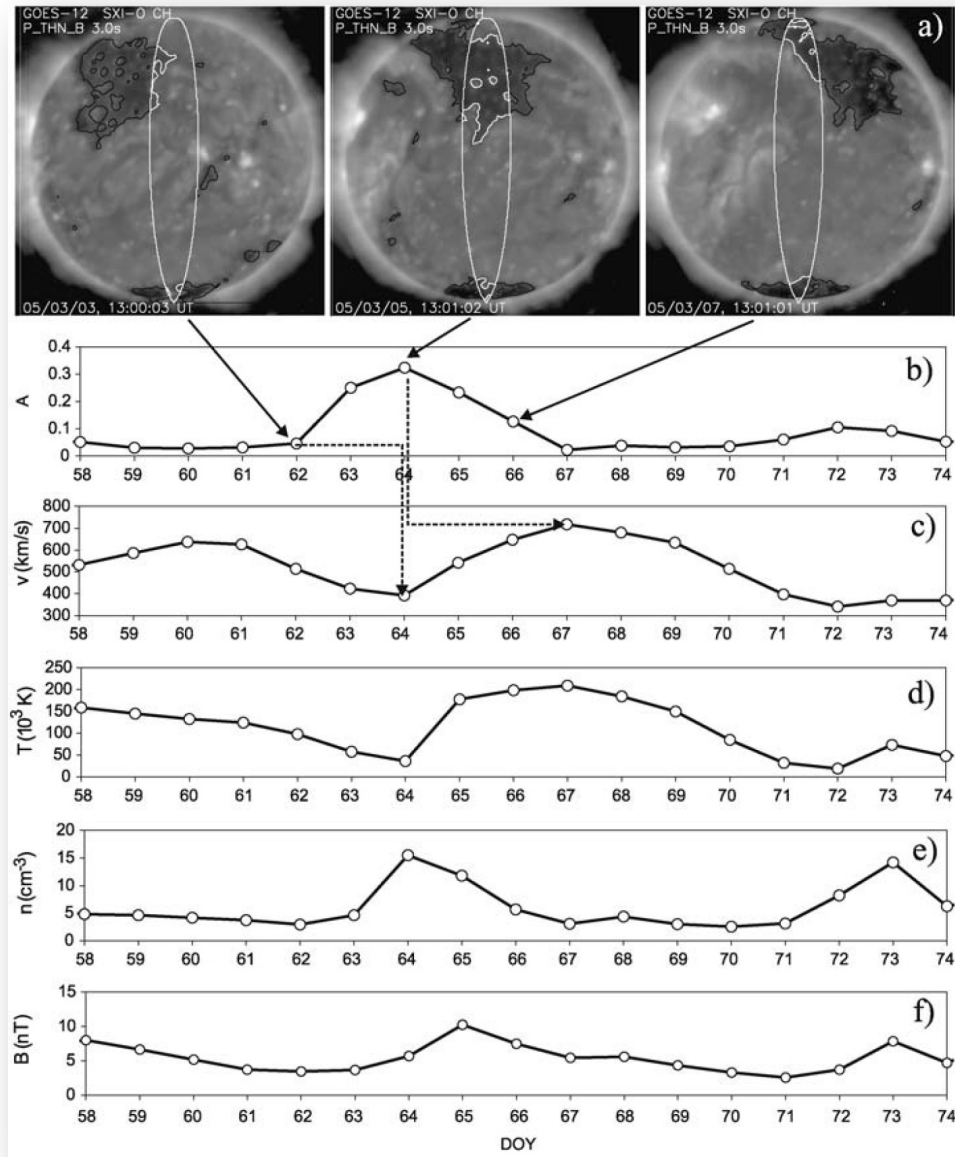 GOES-12 SXI-O CH
P_THN_B 3.0s
05/03/03, 13:00:03 UT
GOES-12 SXI-O CH
P_THN_B 3.0s
05/03/05, 13:01:02 UT
GOES-12 SXI-O CH
P_THN_B 3.0s
a)
05/03/07, 13:01:01 UT
b)
A
0.4
0.3
0.2
0.1
0
58 59 60 61 62 63 64 65 66 67 68 69 70 71 72 73 74
c)
v (km/s)
800
700
600
500
400
300
58 59 60 61 62 63 64 65 66 67 68 69 70 71 72 73 74
d)
T (10³ K)
250
200
150
100
50
0
58 59 60 61 62 63 64 65 66 67 68 69 70 71 72 73 74
e)
n (cm⁻³)
20
15
10
5
0
58 59 60 61 62 63 64 65 66 67 68 69 70 71 72 73 74
f)
B (nT)
15
10
5
0
58 59 60 61 62 63 64 65 66 67 68 69 70 71 72 73 74
DOY